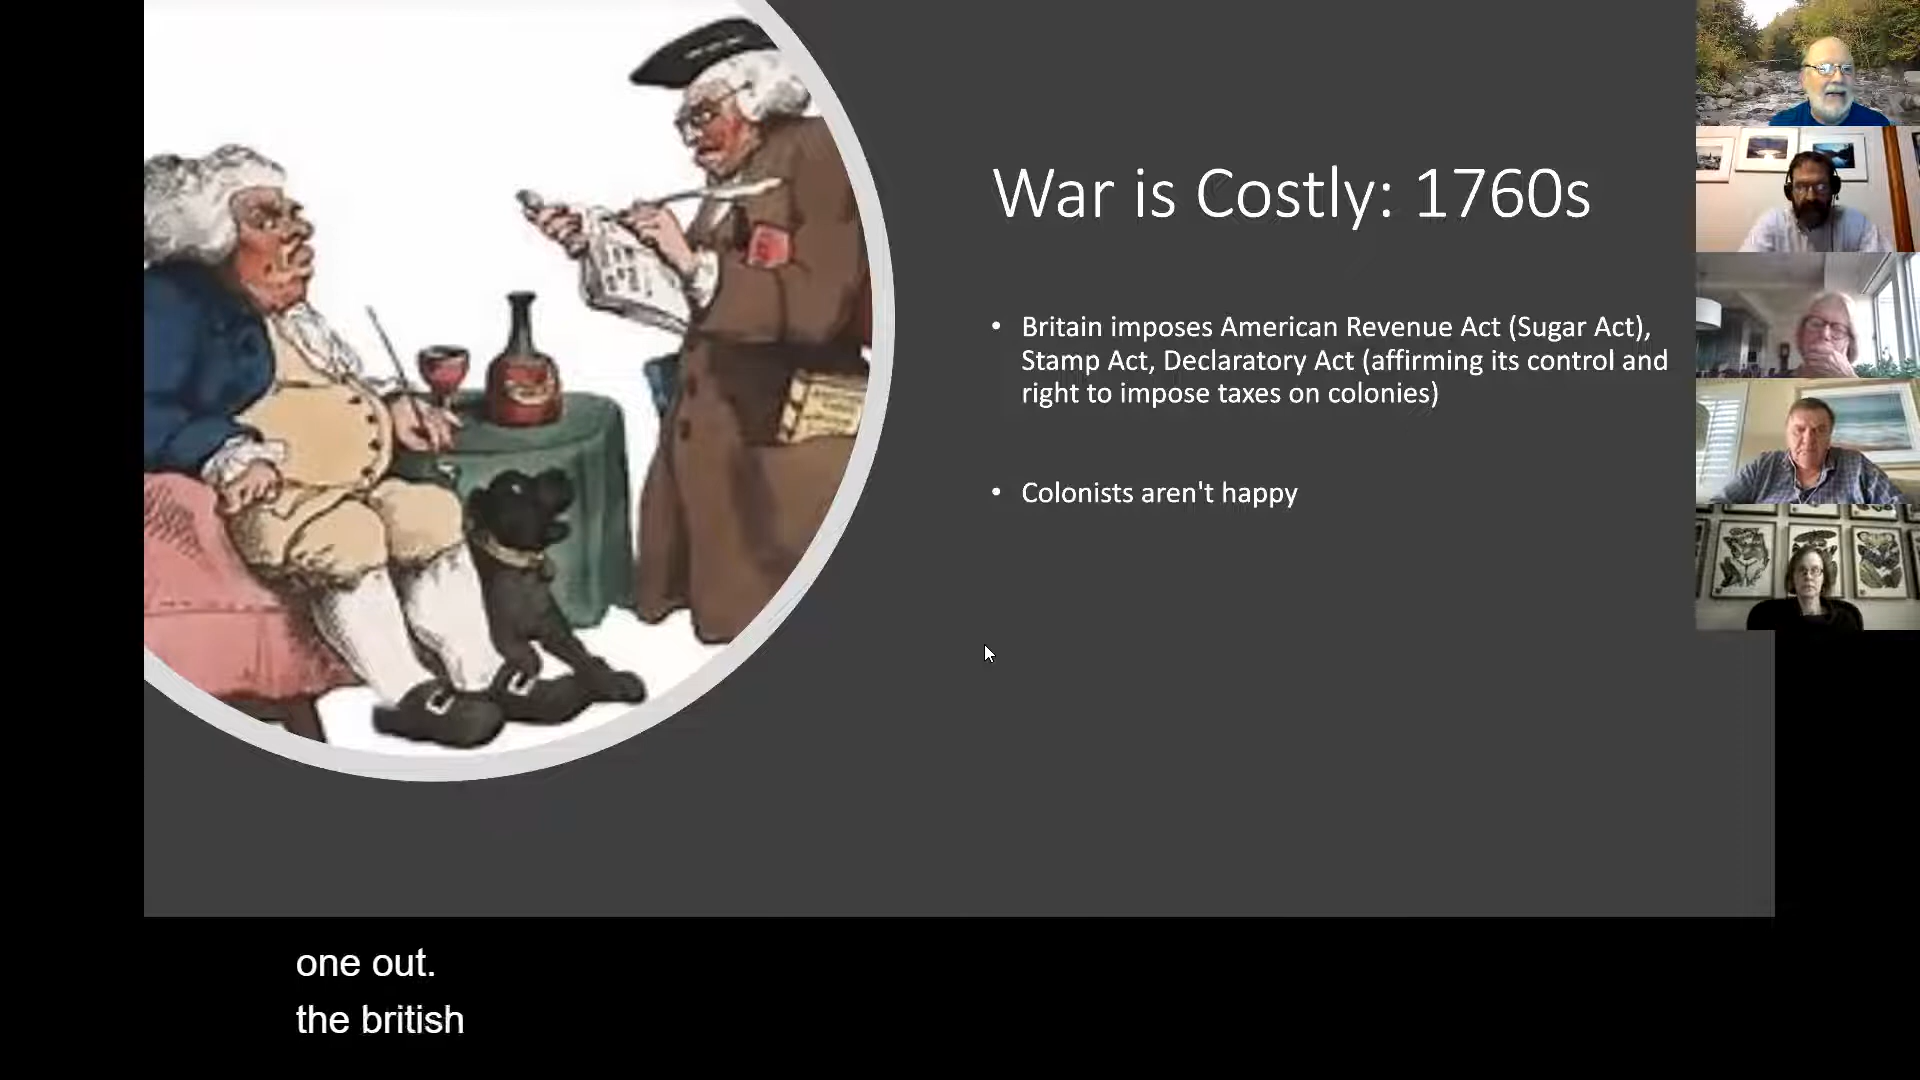 War is Costly: 1760s
• Britain imposes American Revenue Act (Sugar Act),
Stamp Act, Declaratory Act (affirming its control and
right to impose taxes on colonies)
• Colonists aren't happy
one out.
the british